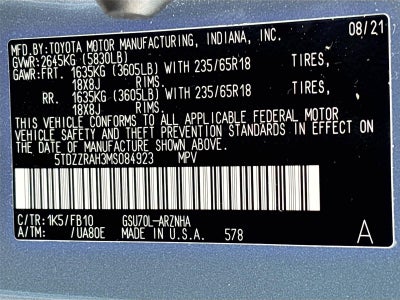 MFD.BY:TOYOTA MOTOR MANUFACTURING, INDIANA, INC. 08/21
GVWR:2645KG (5830LB)
GAWR:FRT. 1635KG (3605LB) WITH 235/65R18 TIRES,
18X8J RIMS.
RR. 1635KG (3605LB) WITH 235/65R18 TIRES,
18X8J RIMS.
THIS VEHICLE CONFORMS TO ALL APPLICABLE FEDERAL MOTOR
VEHICLE SAFETY AND THEFT PREVENTION STANDARDS IN EFFECT
ON THE DATE OF MANUFACTURE SHOWN ABOVE.
5TDZZRAH3MS084923 MPV
C/TR:1K5/FB10 GSU70L-ARZNHA
A/TM: /UA80E MADE IN U.S.A. 578 A